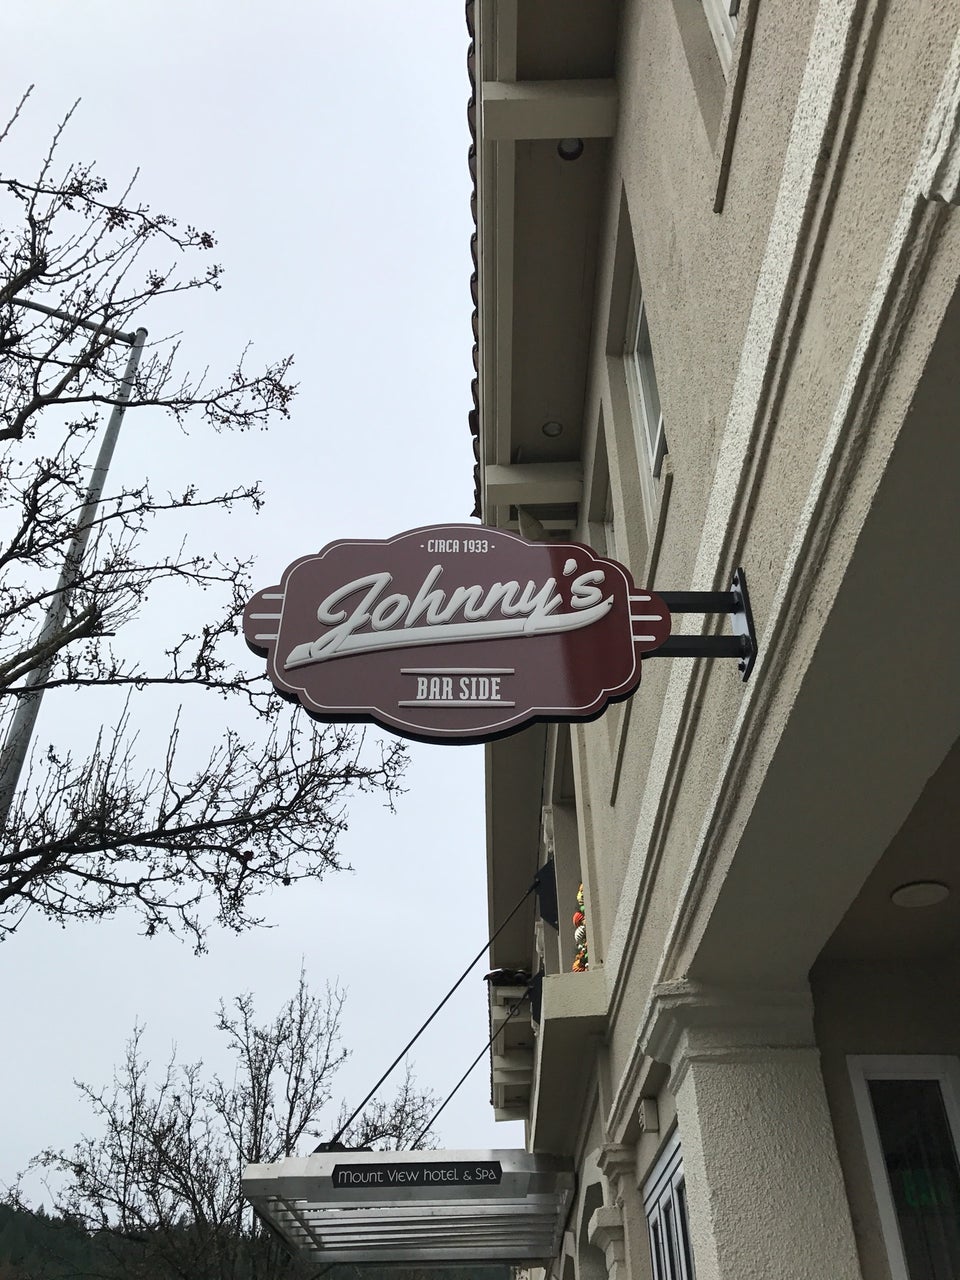 - CIRCA 1933 -
Johnny's
BAR SIDE
Mount View Hotel & Spa